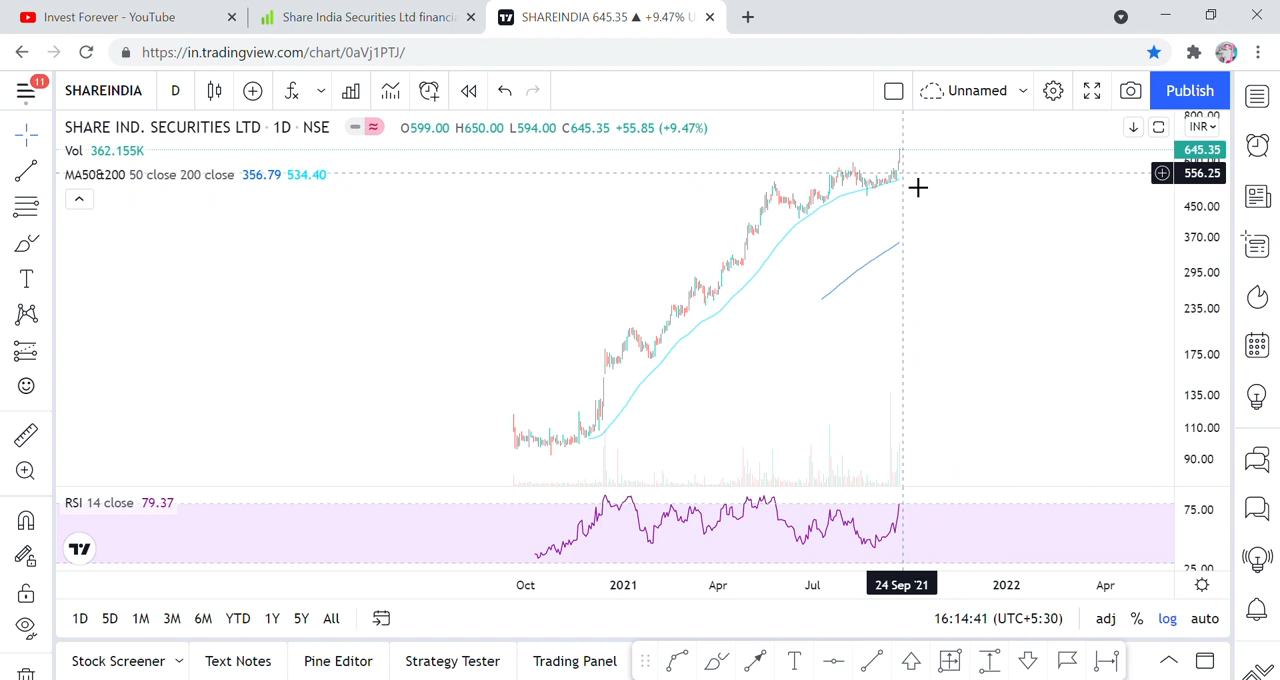 Invest Forever - YouTube
Share India Securities Ltd financia
SHAREINDIA 645.35 ▲ +9.47% U
https://in.tradingview.com/chart/0aVj1PTJ/
11
SHAREINDIA
D
Unnamed
Publish
SHARE IND. SECURITIES LTD · 1D · NSE
O599.00 H650.00 L594.00 C645.35 +55.85 (+9.47%)
INR
Vol 362.155K
MA50&200 50 close 200 close 356.79 534.40
800.00
645.35
556.25
450.00
370.00
295.00
235.00
175.00
135.00
110.00
90.00
RSI 14 close 79.37
75.00
25.00
Oct
2021
Apr
Jul
24 Sep '21
2022
Apr
1D
5D
1M
3M
6M
YTD
1Y
5Y
All
16:14:41 (UTC+5:30)
adj
%
log
auto
Stock Screener
Text Notes
Pine Editor
Strategy Tester
Trading Panel